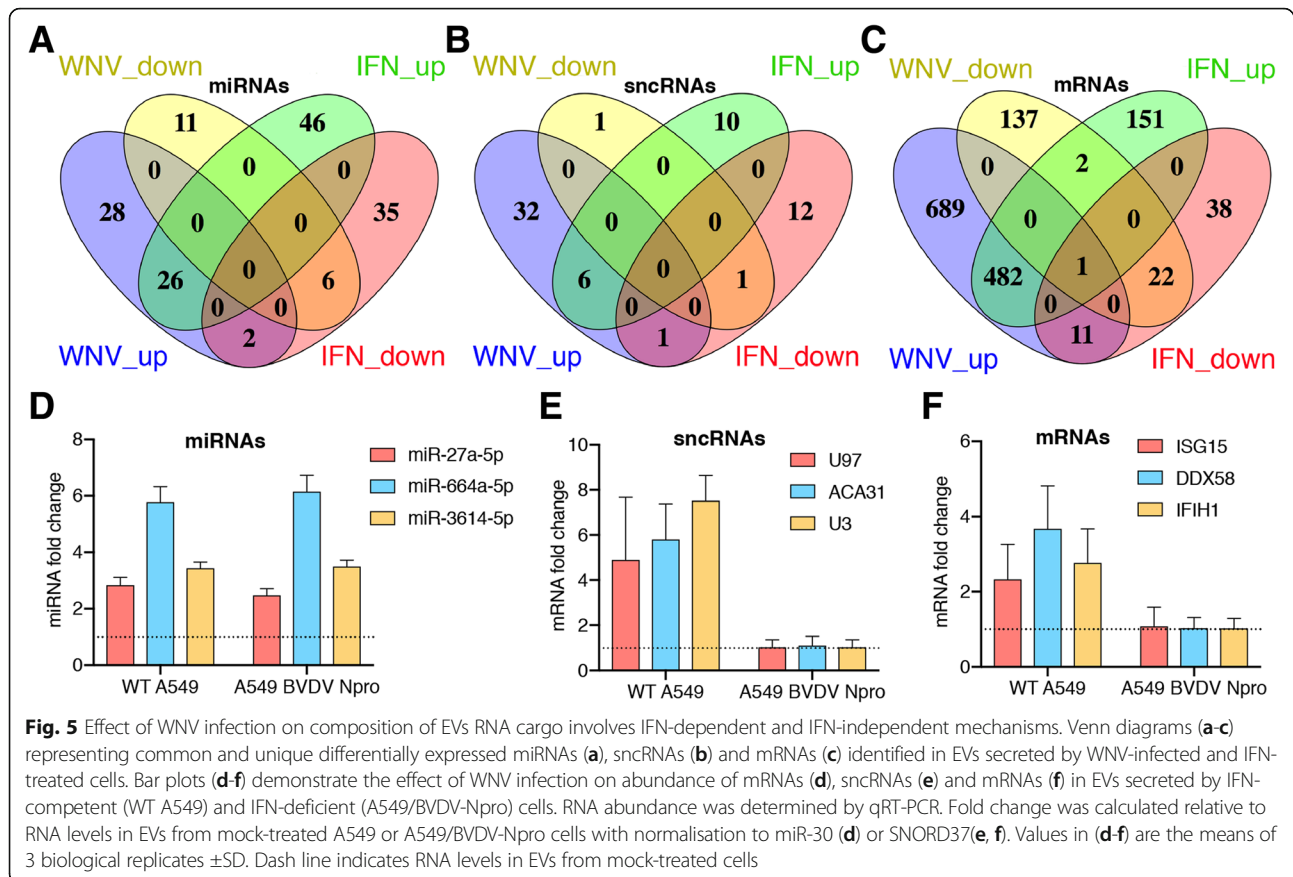 A
B
C
WNV_down
IFN_up
miRNAs
11
46
0
0
0
28
0
0
35
26
0
6
0
0
2
WNV_up
IFN_down
WNV_down
IFN_up
sncRNAs
1
10
0
0
0
32
0
0
12
6
0
1
0
0
1
WNV_up
IFN_down
WNV_down
IFN_up
mRNAs
137
151
0
2
0
689
0
0
38
482
1
22
0
0
11
WNV_up
IFN_down
D
miRNAs
miRNA fold change
8
6
4
2
0
WT A549
A549 BVDV Npro
miR-27a-5p
miR-664a-5p
miR-3614-5p
E
sncRNAs
mRNA fold change
10
8
6
4
2
0
WT A549
A549 BVDV Npro
U97
ACA31
U3
F
mRNAs
mRNA fold change
6
4
2
0
WT A549
A549 BVDV Npro
ISG15
DDX58
IFIH1
Fig. 5 Effect of WNV infection on composition of EVs RNA cargo involves IFN-dependent and IFN-independent mechanisms. Venn diagrams (a-c)
representing common and unique differentially expressed miRNAs (a), sncRNAs (b) and mRNAs (c) identified in EVs secreted by WNV-infected and IFN-
treated cells. Bar plots (d-f) demonstrate the effect of WNV infection on abundance of mRNAs (d), sncRNAs (e) and mRNAs (f) in EVs secreted by IFN-
competent (WT A549) and IFN-deficient (A549/BVDV-Npro) cells. RNA abundance was determined by qRT-PCR. Fold change was calculated relative to
RNA levels in EVs from mock-treated A549 or A549/BVDV-Npro cells with normalisation to miR-30 (d) or SNORD37(e, f). Values in (d-f) are the means of
3 biological replicates ±SD. Dash line indicates RNA levels in EVs from mock-treated cells